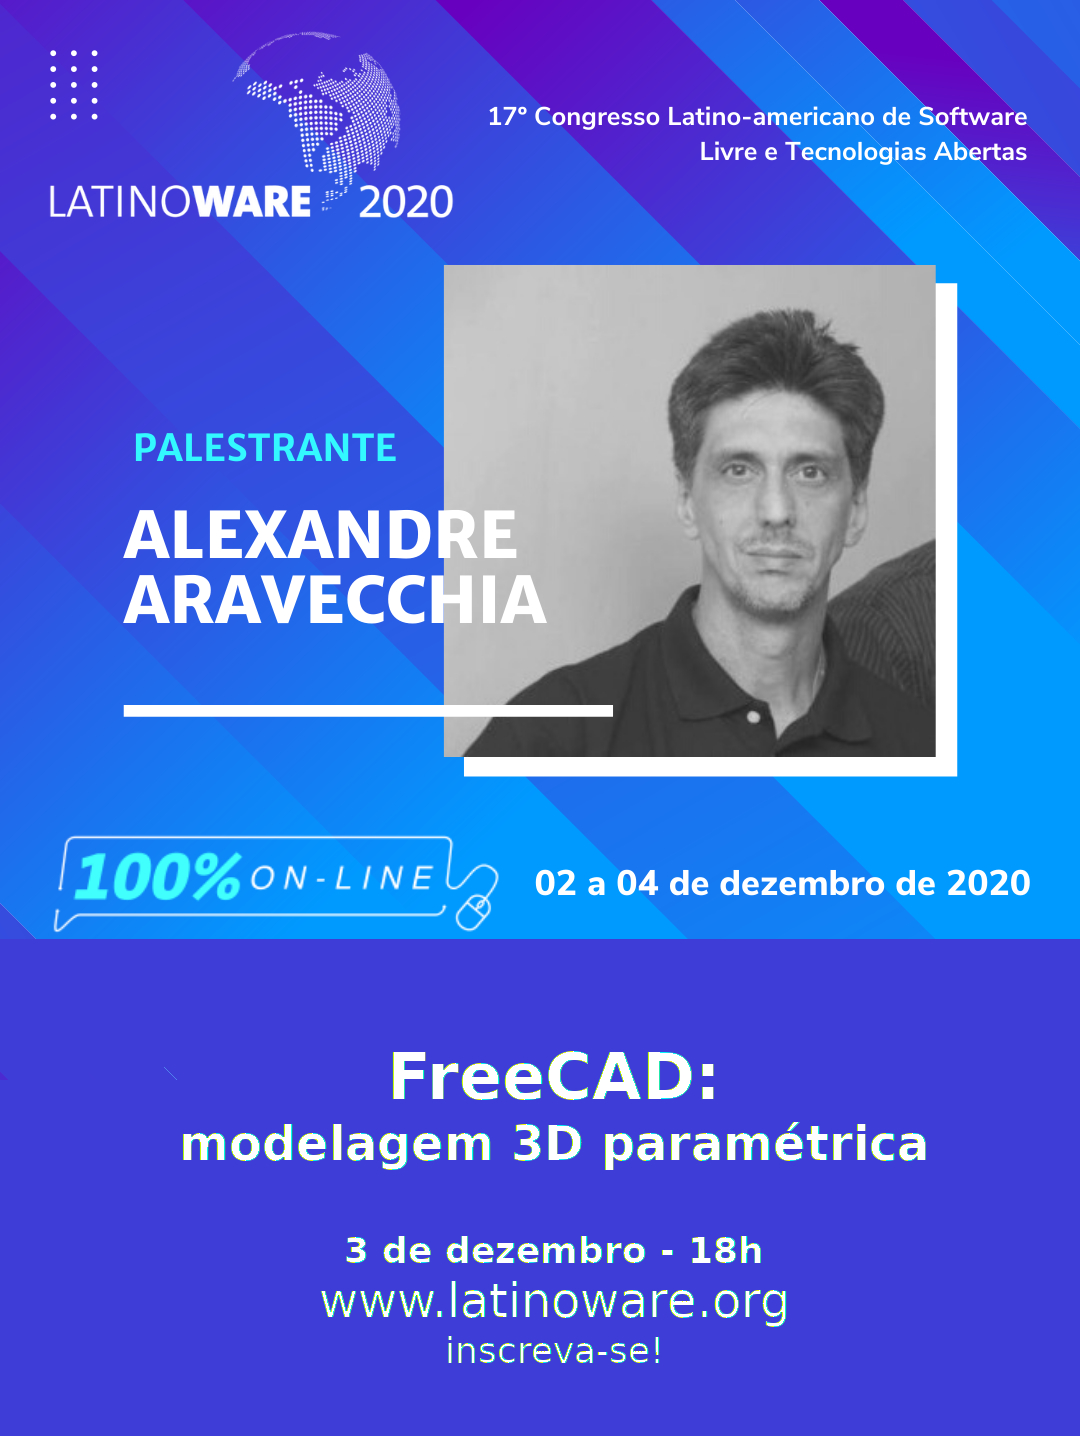 LATINOWARE 2020
17º Congresso Latino-americano de Software
Livre e Tecnologias Abertas
PALESTRANTE
ALEXANDRE
ARAVECCHIA
100% ON-LINE
02 a 04 de dezembro de 2020
FreeCAD:
modelagem 3D paramétrica
3 de dezembro - 18h
www.latinoware.org
inscreva-se!